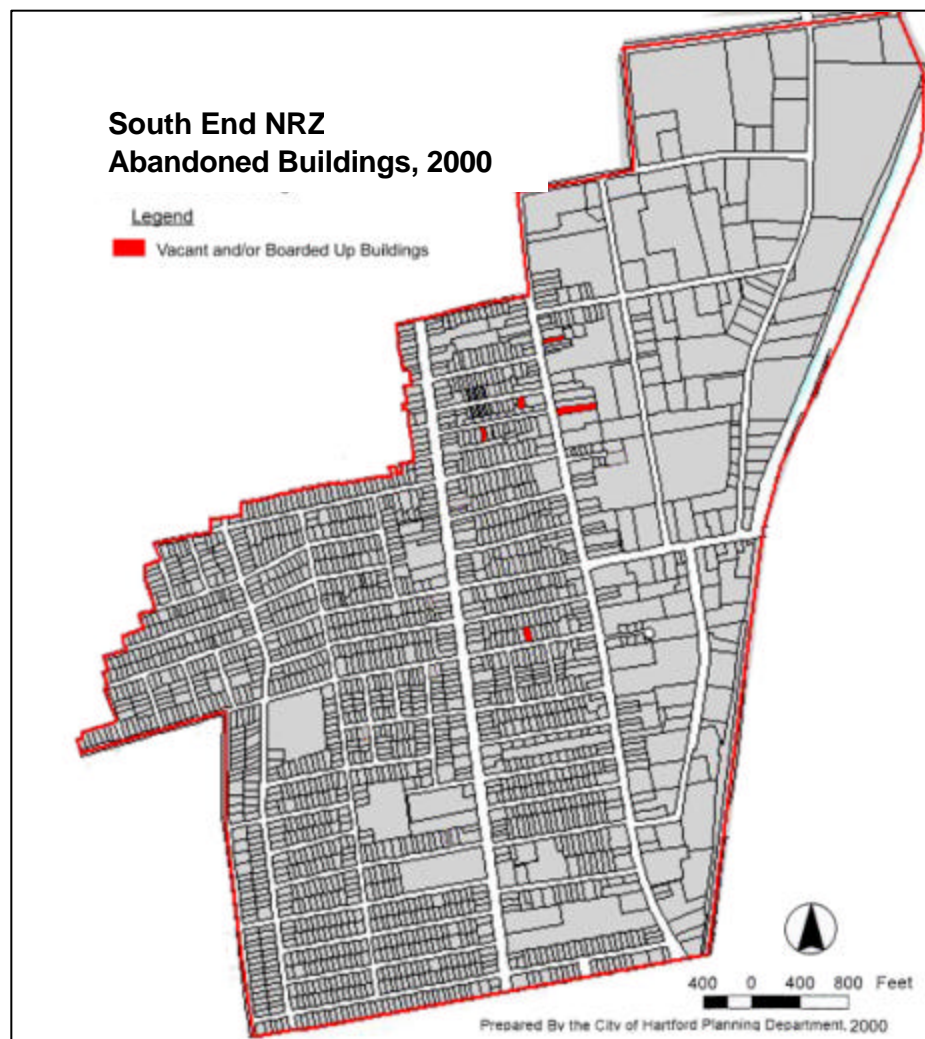 South End NRZ
Abandoned Buildings, 2000
Legend
Vacant and/or Boarded Up Buildings
400 0 400 800 Feet
Prepared By the City of Hartford Planning Department, 2000